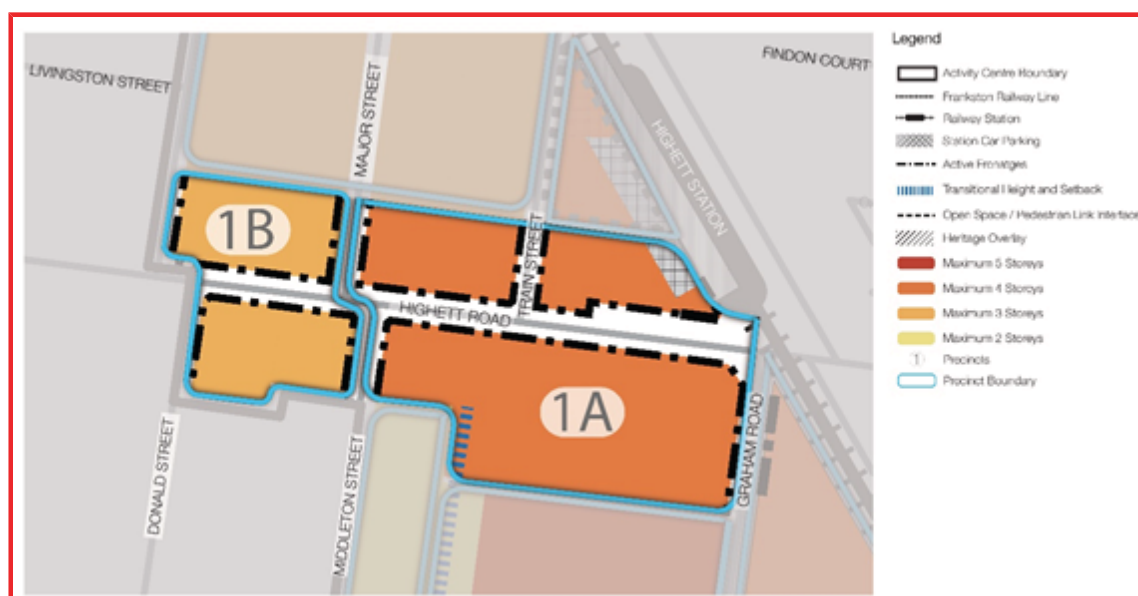 LIVINGSTON STREET
MAJOR STREET
FINDON COURT
HIGHETT STATION
1B
TRAIN STREET
HIGHETT ROAD
1A
GRAHAM ROAD
DONALD STREET
MIDDLETON STREET
Legend
Activity Centre Boundary
Frankston Railway Line
Railway Station
Station Car Parking
Active Fronatges
Transitional Height and Setback
Open Space / Pedestrian Link Interface
Heritage Overlay
Maximum 5 Storeys
Maximum 4 Storeys
Maximum 3 Storeys
Maximum 2 Storeys
1 Precincts
Precinct Boundary